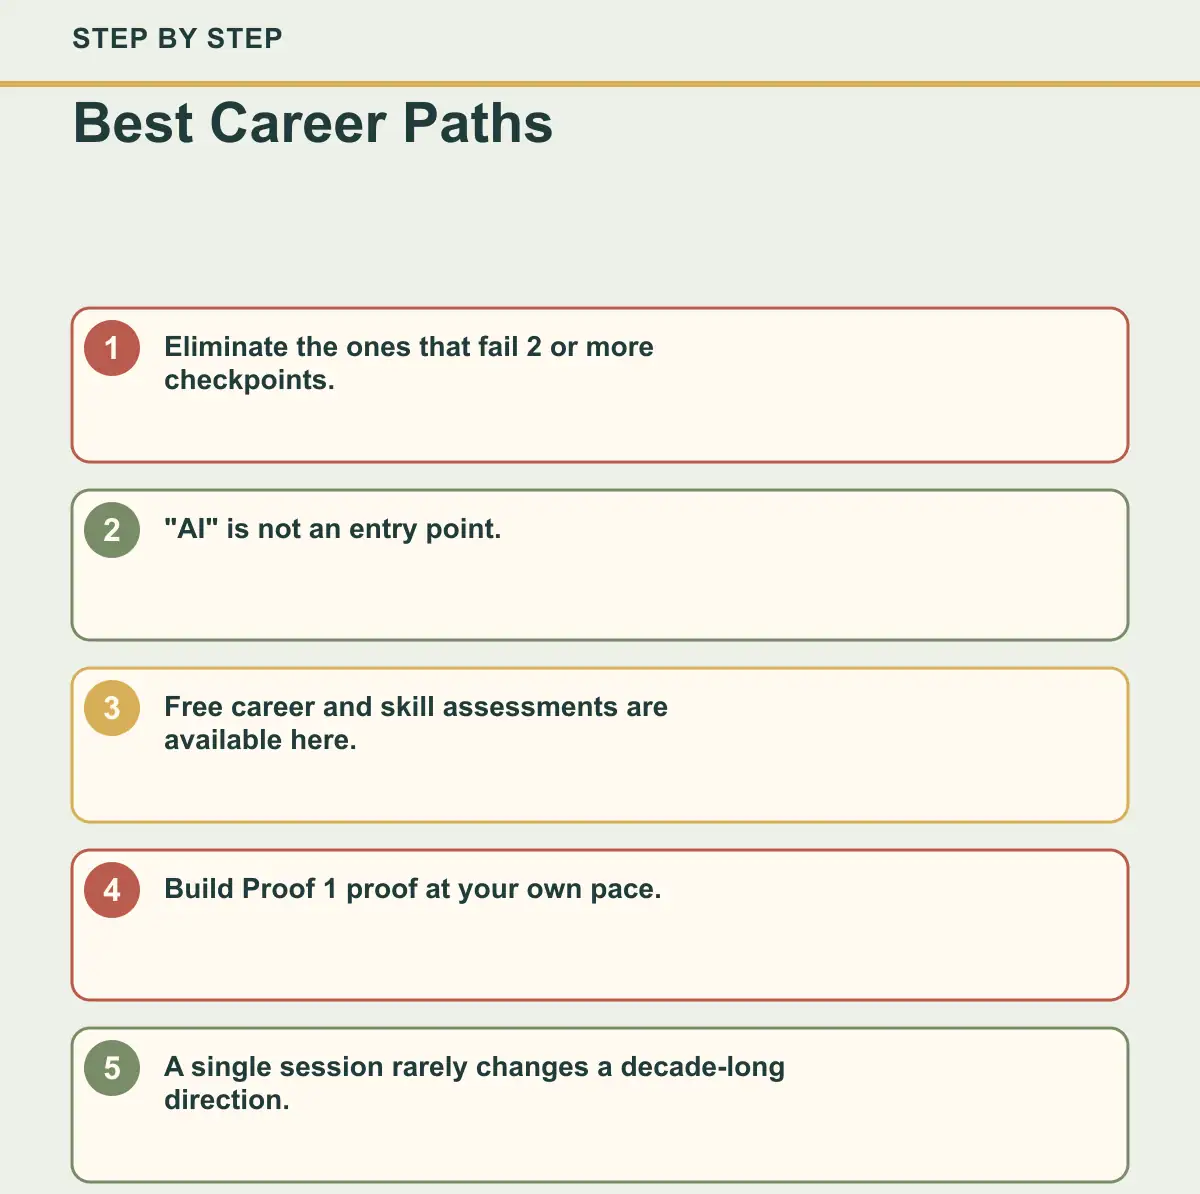 STEP BY STEP
Best Career Paths
1
Eliminate the ones that fail 2 or more
checkpoints.
2
"AI" is not an entry point.
3
Free career and skill assessments are
available here.
4
Build Proof 1 proof at your own pace.
5
A single session rarely changes a decade-long
direction.